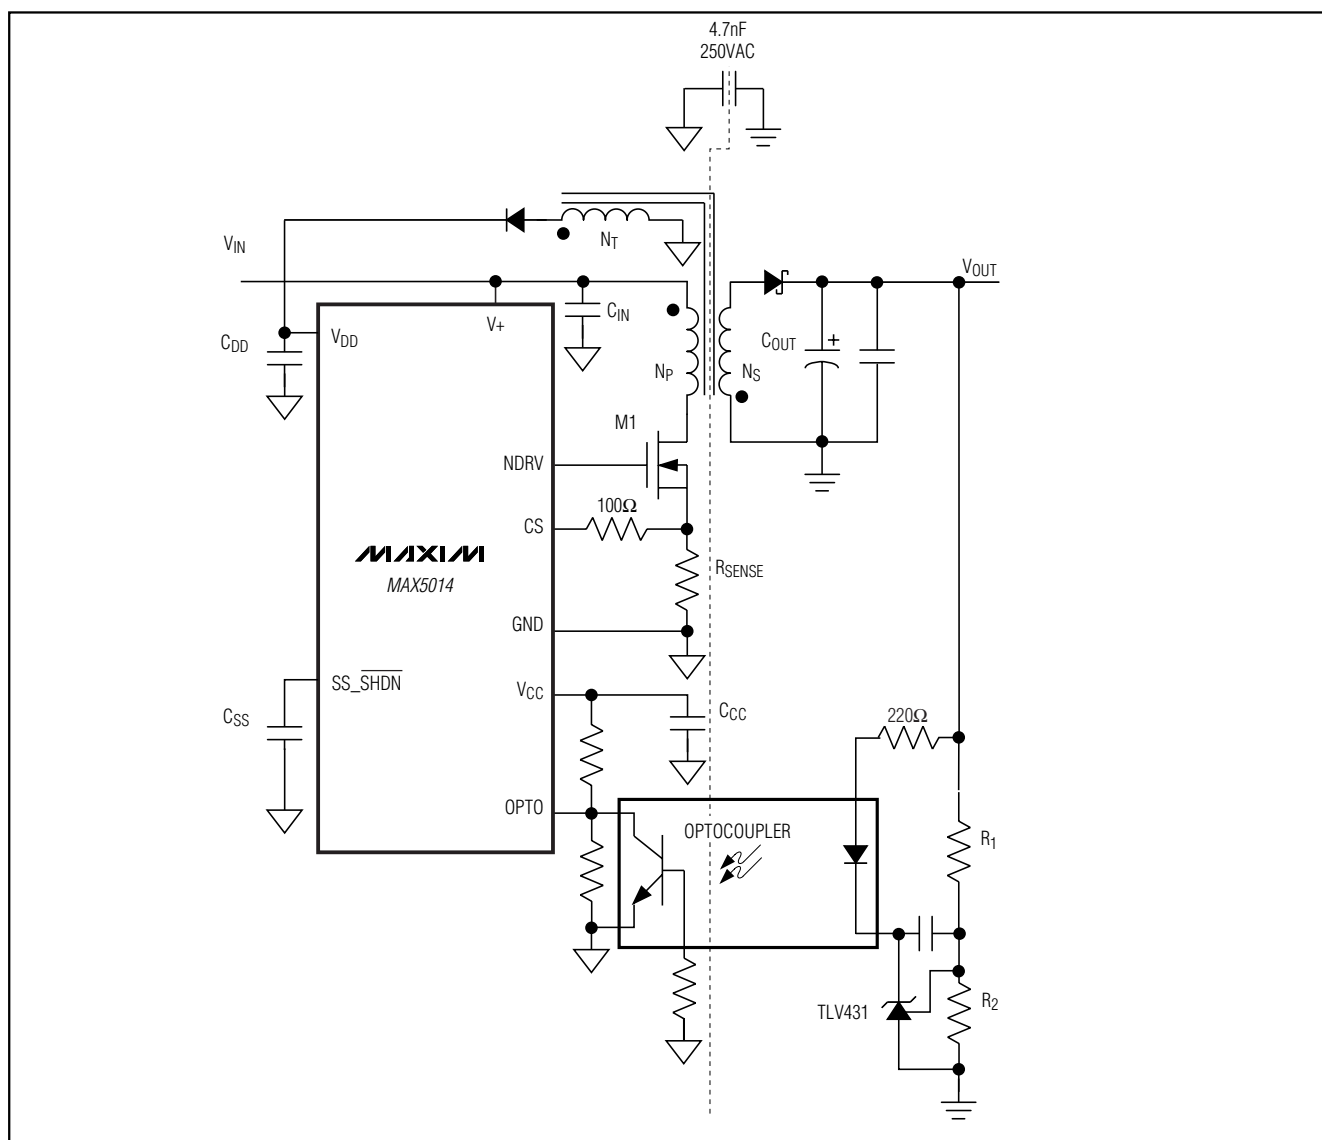 4.7nF
250VAC
V_IN
N_T
V_OUT
C_IN
V+
C_DD
V_DD
C_OUT
+
N_P
N_S
M1
NDRV
100Ω
CS
MAXIM
MAX5014
R_SENSE
GND
SS_S̅H̅D̅N̅
V_CC
C_SS
C_CC
220Ω
OPTO
OPTOCOUPLER
R_1
TLV431
R_2